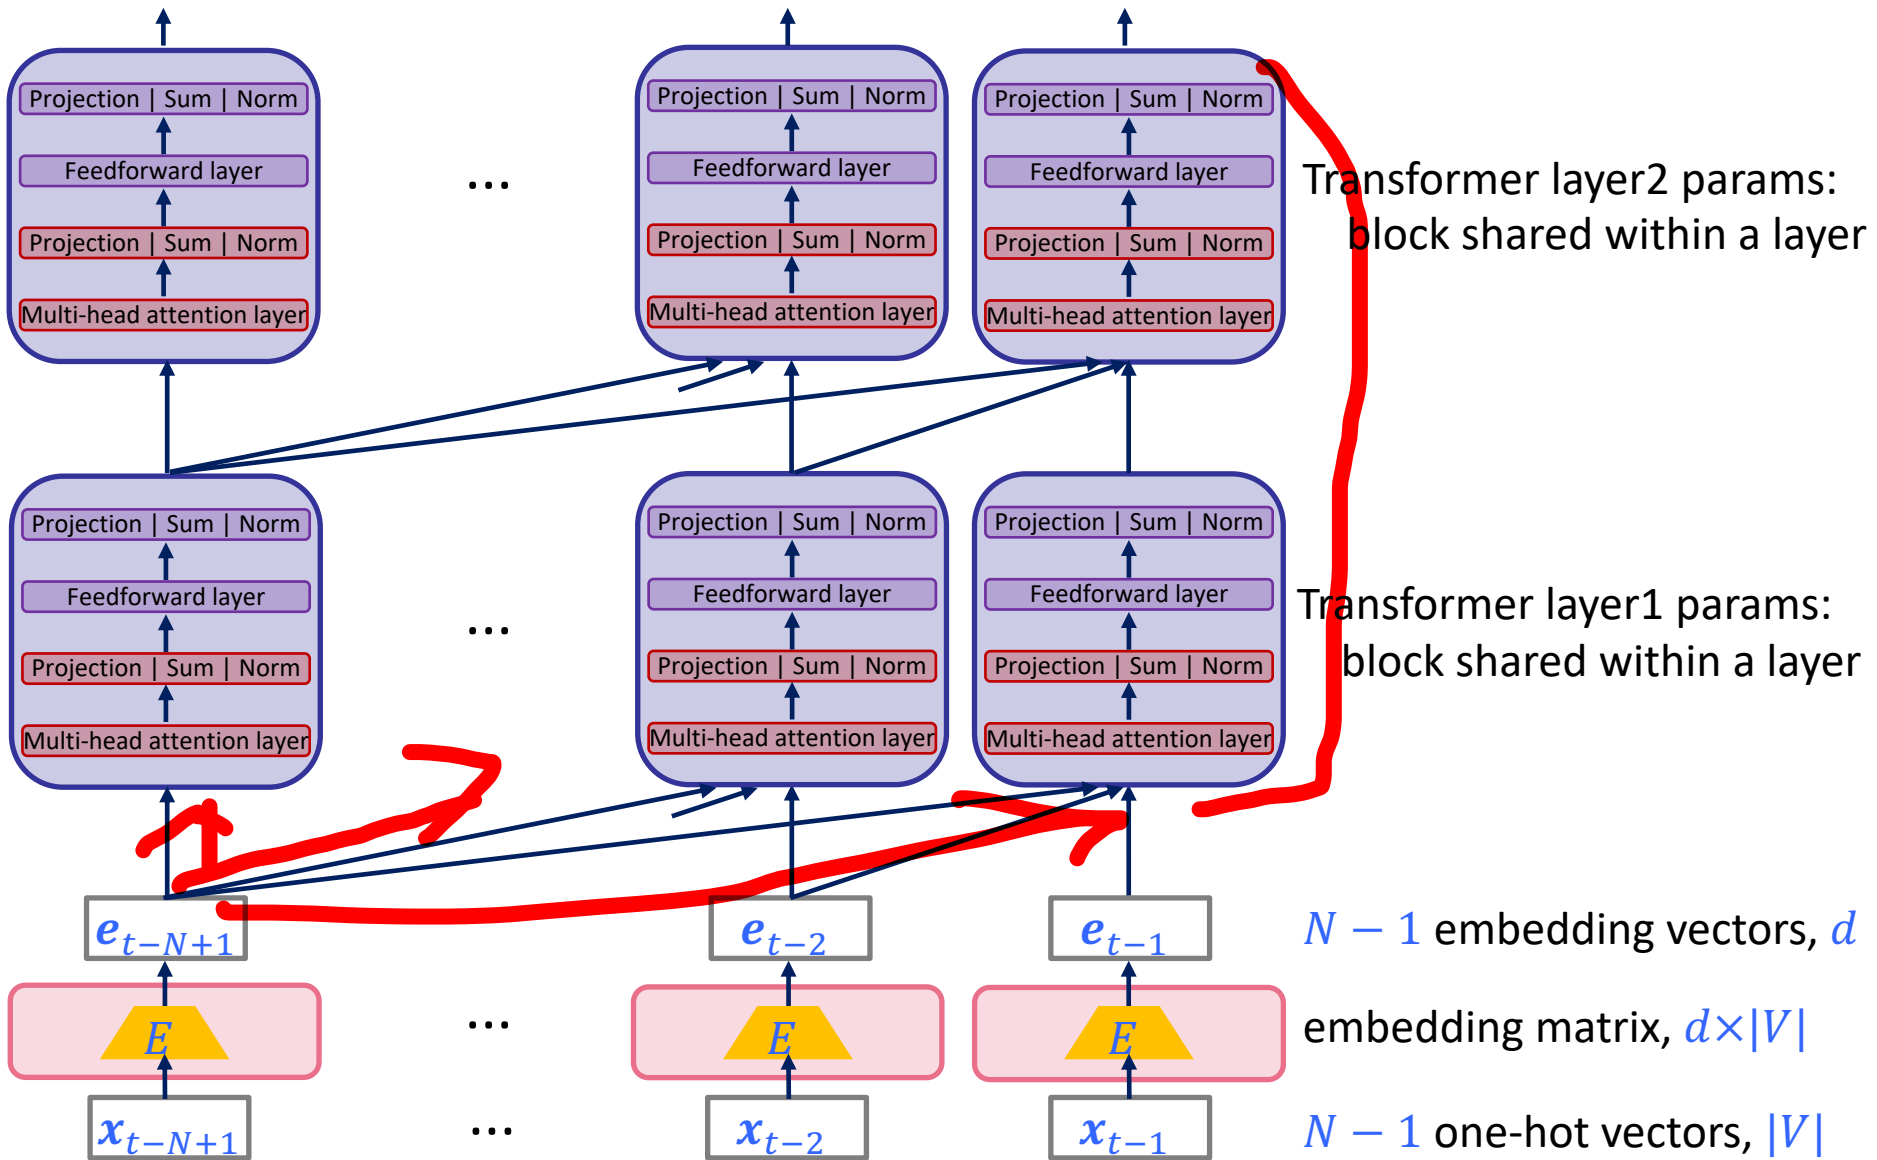 Projection | Sum | Norm
Projection | Sum | Norm
Projection | Sum | Norm
Feedforward layer
...
Feedforward layer
Feedforward layer
Transformer layer2 params:
block shared within a layer
Projection | Sum | Norm
Projection | Sum | Norm
Projection | Sum | Norm
Multi-head attention layer
Multi-head attention layer
Multi-head attention layer
Projection | Sum | Norm
Projection | Sum | Norm
Projection | Sum | Norm
Feedforward layer
...
Feedforward layer
Feedforward layer
Transformer layer1 params:
block shared within a layer
Projection | Sum | Norm
Projection | Sum | Norm
Projection | Sum | Norm
Multi-head attention layer
Multi-head attention layer
Multi-head attention layer
e_{t−N+1}
e_{t−2}
e_{t−1}
N − 1 embedding vectors, d
E
...
E
E
embedding matrix, d×|V|
x_{t−N+1}
...
x_{t−2}
x_{t−1}
N − 1 one-hot vectors, |V|